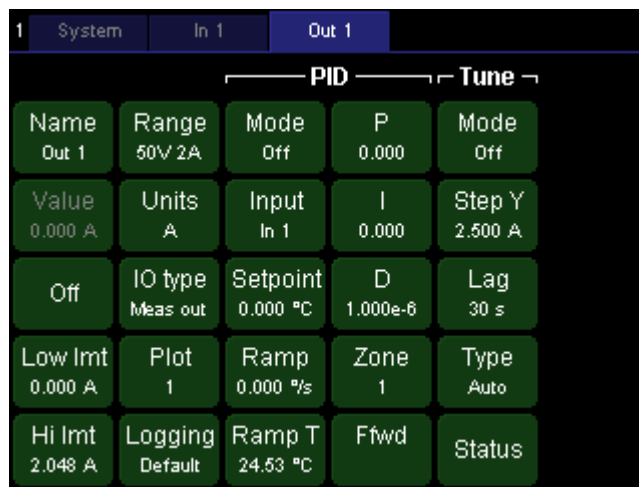 1 System In 1 Out 1
PID Tune
Name Range Mode P Mode
Out 1 50V 2A Off 0.000 Off
Value Units Input I Step Y
0.000 A A In 1 0.000 2.500 A
Off IO type Setpoint D Lag
Meas out 0.000 °C 1.000e-6 30 s
Low lmt Plot Ramp Zone Type
0.000 A 1 0.000 °/s 1 Auto
Hi lmt Logging Ramp T Ffwd Status
2.048 A Default 24.53 °C